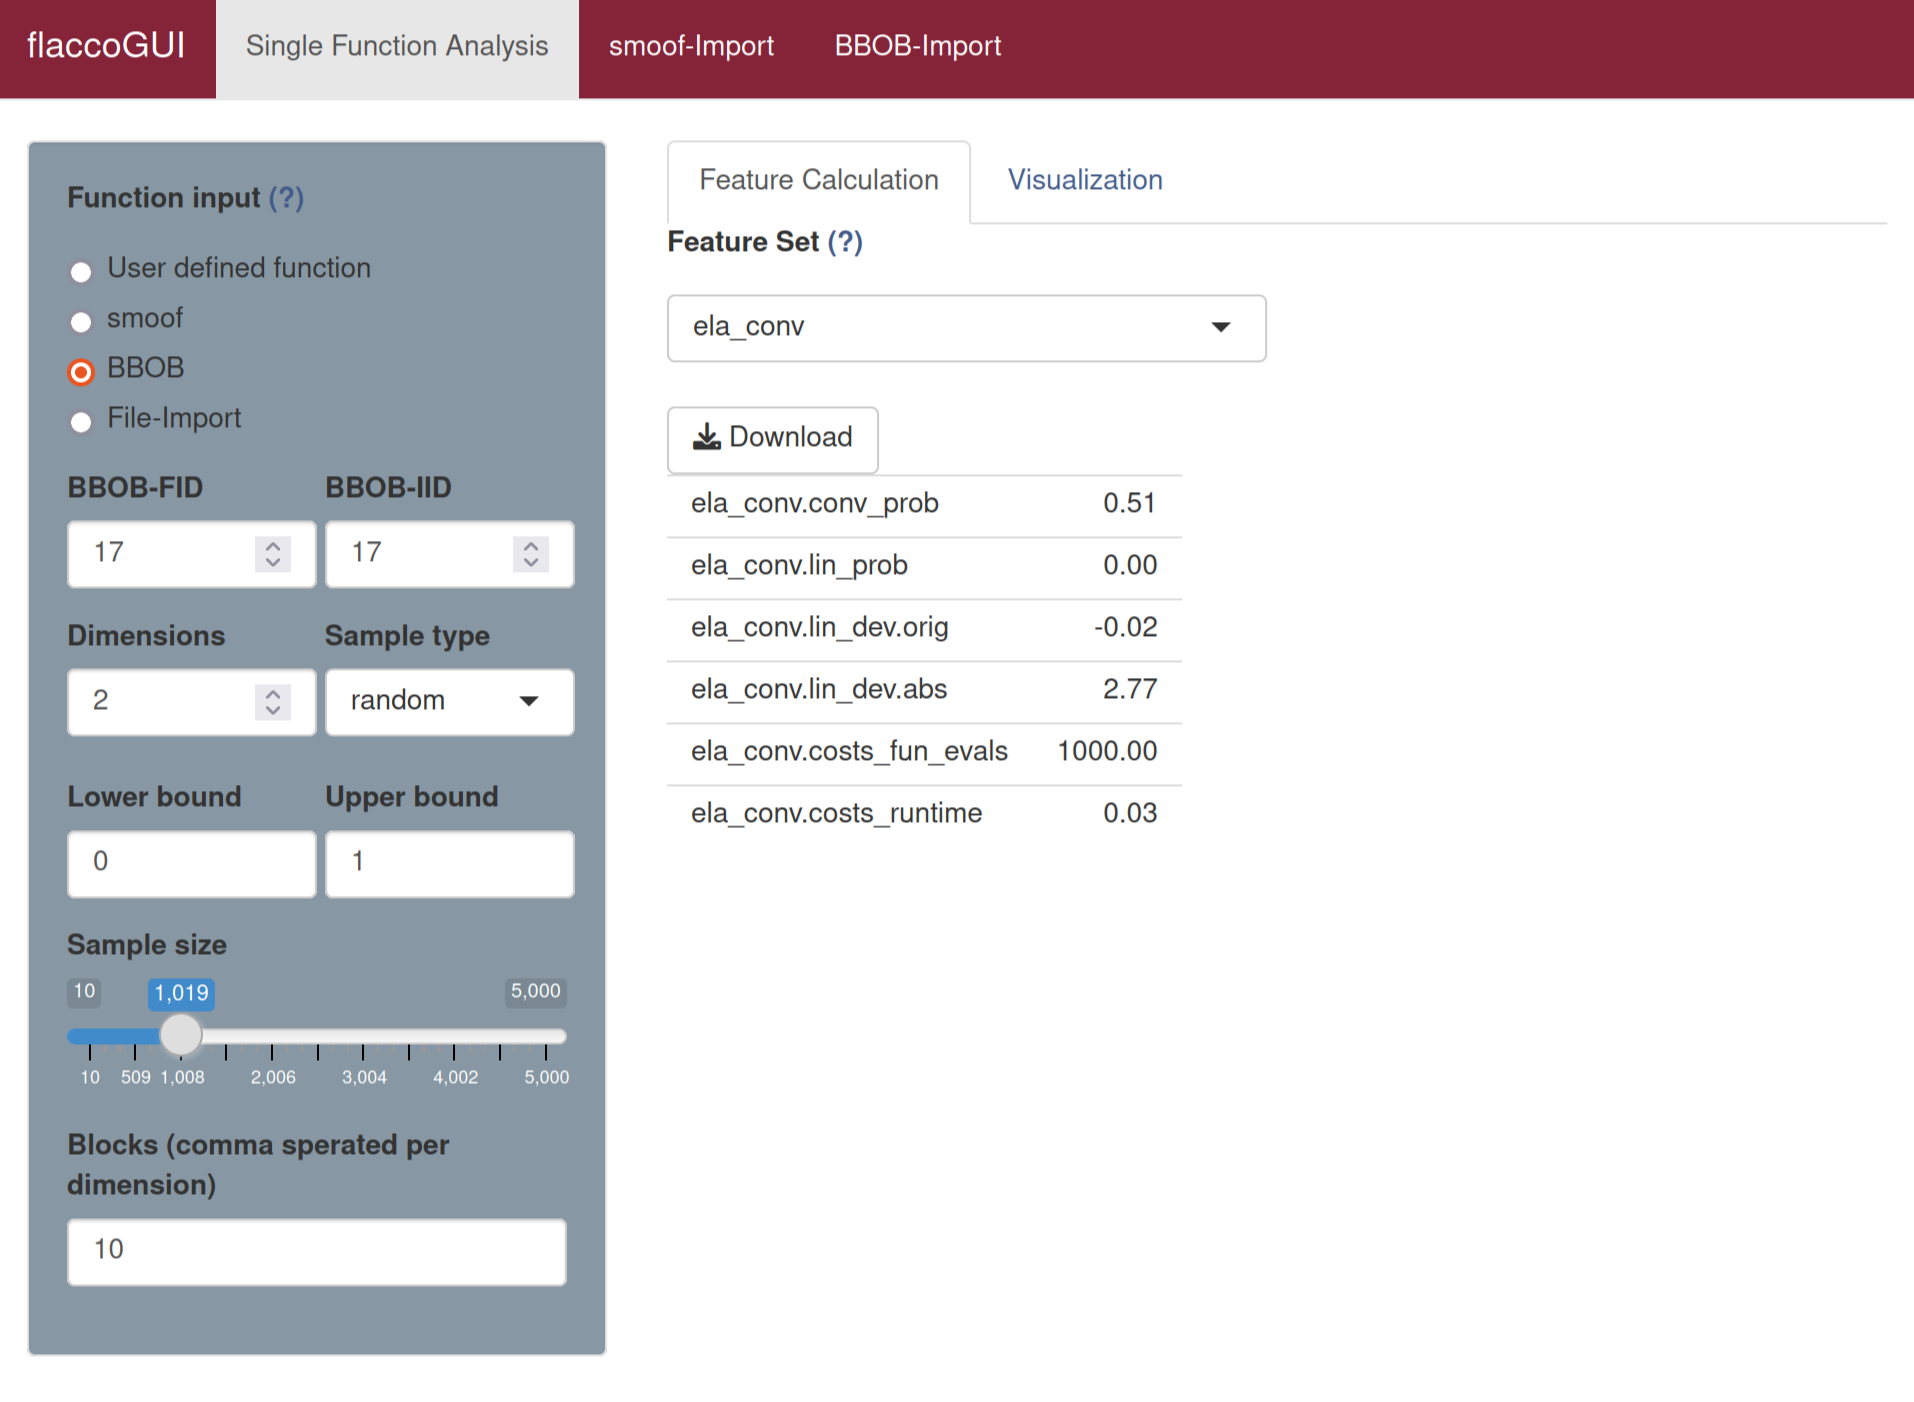 flaccoGUI Single Function Analysis smoof-Import BBOB-Import
Function input (?)
User defined function
smoof
BBOB
File-Import
BBOB-FID BBOB-IID
17 17
Dimensions Sample type
2 random
Lower bound Upper bound
0 1
Sample size
10 1,019 5,000
10 509 1,008 2,006 3,004 4,002 5,000
Blocks (comma sperated per
dimension)
10
Feature Calculation Visualization
Feature Set (?)
ela_conv
Download
ela_conv.conv_prob 0.51
ela_conv.lin_prob 0.00
ela_conv.lin_dev.orig -0.02
ela_conv.lin_dev.abs 2.77
ela_conv.costs_fun_evals 1000.00
ela_conv.costs_runtime 0.03